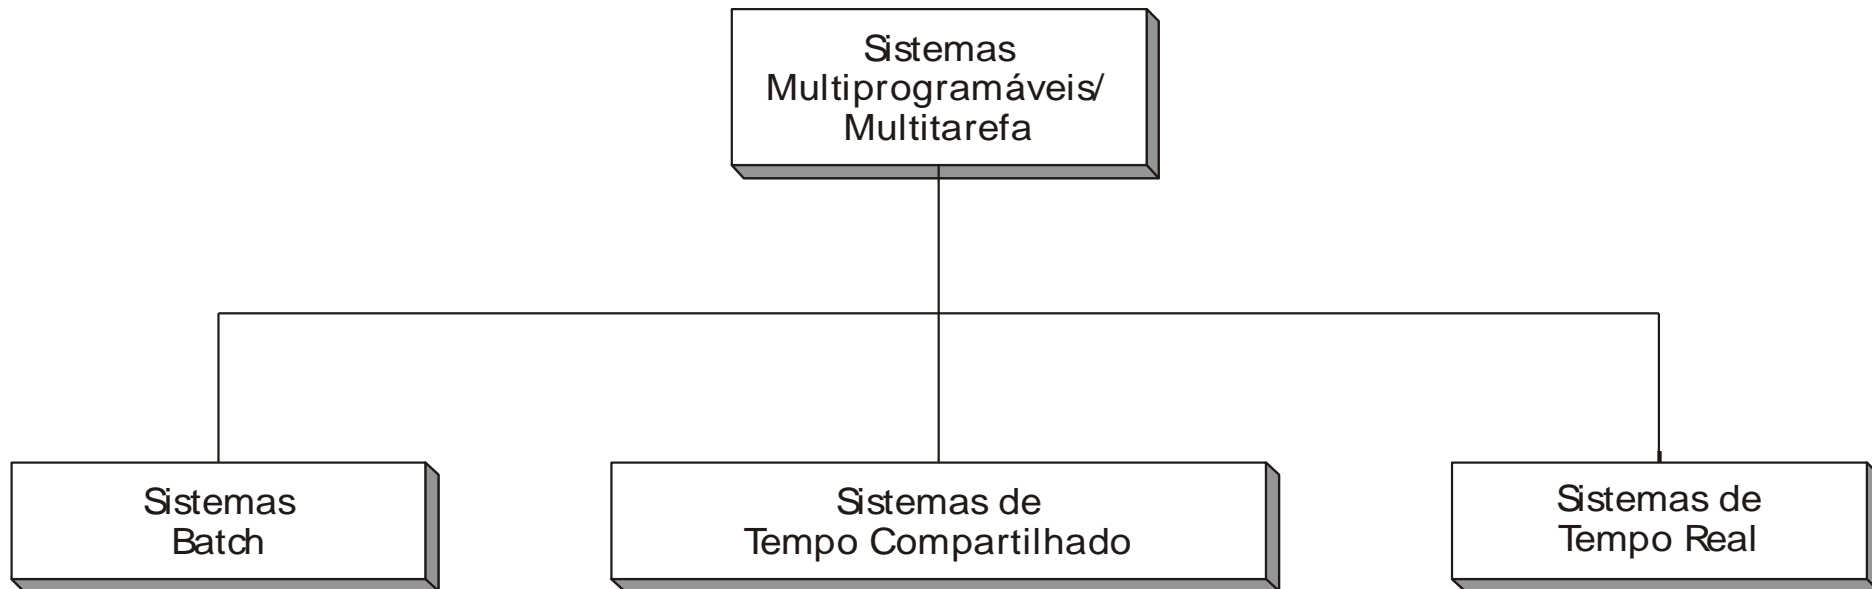 Sistemas
Multiprogramáveis/
Multitarefa
Sistemas
Batch
Sistemas de
Tempo Compartilhado
Sistemas de
Tempo Real